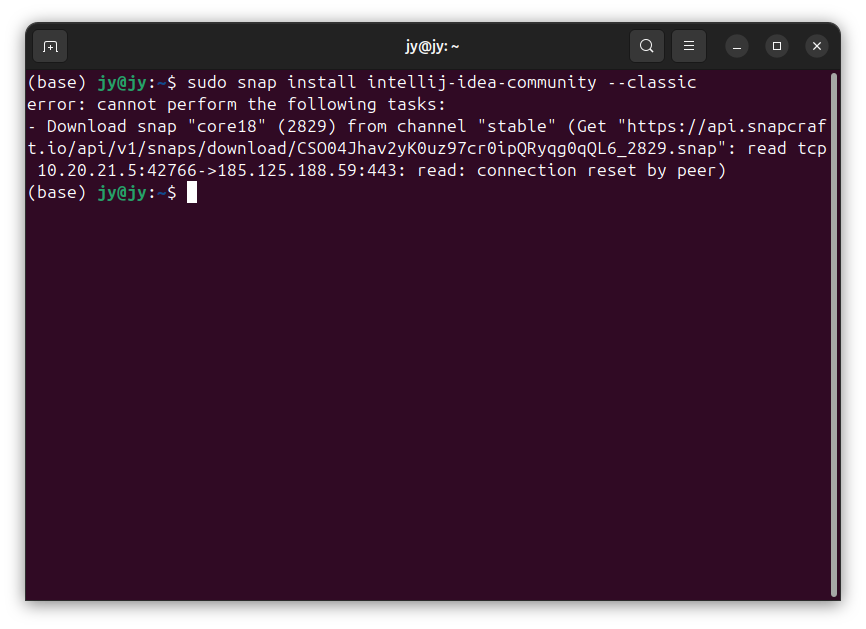 jy@jy: ~
(base) jy@jy:~$ sudo snap install intellij-idea-community --classic
error: cannot perform the following tasks:
- Download snap "core18" (2829) from channel "stable" (Get "https://api.snapcraf
t.io/api/v1/snaps/download/CSO04Jhav2yK0uz97cr0ipQRyqg0qQL6_2829.snap": read tcp
 10.20.21.5:42766->185.125.188.59:443: read: connection reset by peer)
(base) jy@jy:~$